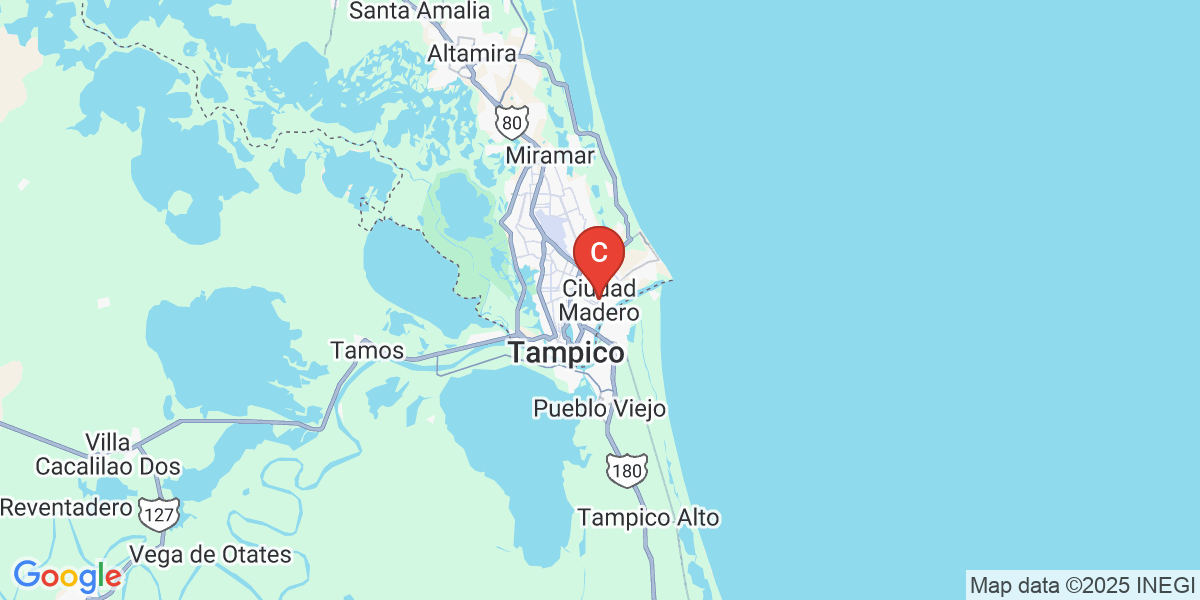 Santa Amalia
Altamira
80
Miramar
C
Ciudad
Madero
Tamos
Tampico
Pueblo Viejo
Villa
Cacalilao Dos
180
Reventadero
127
Tampico Alto
Vega de Otates
Google
Map data ©2025 INEGI